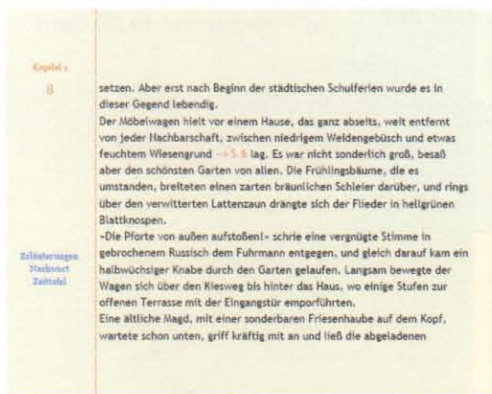 Kapitel 1
B
setzen. Aber erst nach Beginn der städtischen Schulferien wurde es in
dieser Gegend lebendig.
Der Möbelwagen hielt vor einem Hause, das ganz abseits, weit entfernt
von jeder Nachbarschaft, zwischen niedrigem Weidengebüsch und etwas
feuchtem Wiesengrund →S. 6 lag. Es war nicht sonderlich groß, besaß
aber den schönsten Garten von allen. Die Frühlingsbäume, die es
umstanden, breiteten einen zarten bräunlichen Schleier darüber, und rings
über den verwitterten Lattenzaun drängte sich der Flieder in hellgrünen
Blattknospen.
»Die Pforte von außen aufstoßen!« schrie eine vergnügte Stimme in
gebrochenem Russisch dem Fuhrmann entgegen, und gleich darauf kam ein
halbwüchsiger Knabe durch den Garten gelaufen. Langsam bewegte der
Wagen sich über den Kiesweg bis hinter das Haus, wo einige Stufen zur
offenen Terrasse mit der Eingangstür emporführten.
Eine ältliche Magd, mit einer sonderbaren Friesenhaube auf dem Kopf,
wartete schon unten, griff kräftig mit an und ließ die abgeladenen
Erläuterungen
Nachwort
Zeittafel